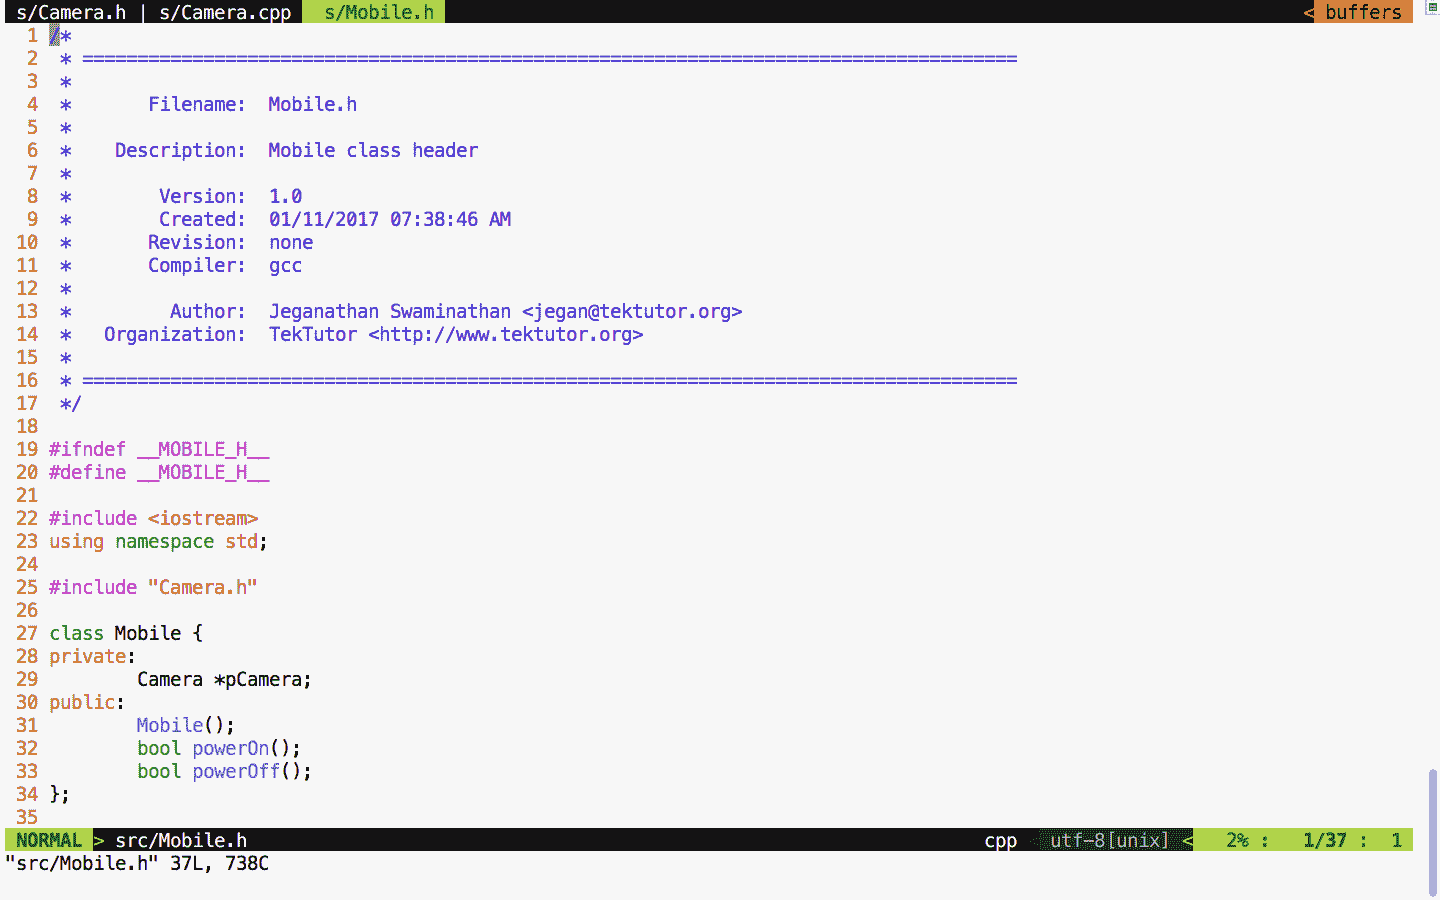 s/Camera.h | s/Camera.cpp  s/Mobile.h  < buffers
1 /*
2  * =====================================================================================
3  *
4  *       Filename:  Mobile.h
5  *
6  *    Description:  Mobile class header
7  *
8  *        Version:  1.0
9  *        Created:  01/11/2017 07:38:46 AM
10  *       Revision:  none
11  *       Compiler:  gcc
12  *
13  *         Author:  Jeganathan Swaminathan <jegan@tektutor.org>
14  *   Organization:  TekTutor <http://www.tektutor.org>
15  *
16  * =====================================================================================
17  */
18
19 #ifndef __MOBILE_H__
20 #define __MOBILE_H__
21
22 #include <iostream>
23 using namespace std;
24
25 #include "Camera.h"
26
27 class Mobile {
28 private:
29         Camera *pCamera;
30 public:
31         Mobile();
32         bool powerOn();
33         bool powerOff();
34 };
35
NORMAL > src/Mobile.h  cpp < utf-8[unix] < 2% : 1/37 : 1
"src/Mobile.h" 37L, 738C